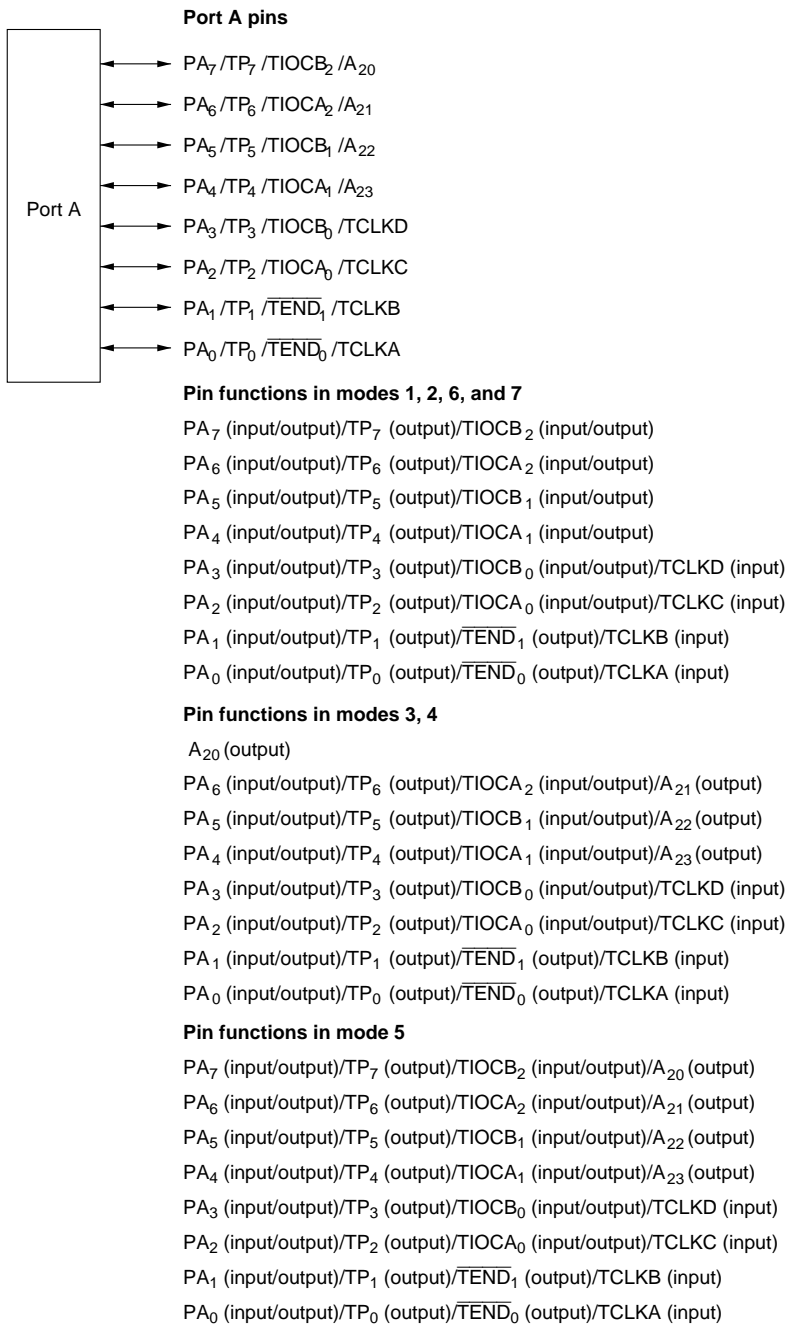 Port A pins
Port A
PA₇/TP₇/TIOCB₂/A₂₀
PA₆/TP₆/TIOCA₂/A₂₁
PA₅/TP₅/TIOCB₁/A₂₂
PA₄/TP₄/TIOCA₁/A₂₃
PA₃/TP₃/TIOCB₀/TCLKD
PA₂/TP₂/TIOCA₀/TCLKC
PA₁/TP₁/T̅E̅N̅D̅₁/TCLKB
PA₀/TP₀/T̅E̅N̅D̅₀/TCLKA
Pin functions in modes 1, 2, 6, and 7
PA₇ (input/output)/TP₇ (output)/TIOCB₂ (input/output)
PA₆ (input/output)/TP₆ (output)/TIOCA₂ (input/output)
PA₅ (input/output)/TP₅ (output)/TIOCB₁ (input/output)
PA₄ (input/output)/TP₄ (output)/TIOCA₁ (input/output)
PA₃ (input/output)/TP₃ (output)/TIOCB₀ (input/output)/TCLKD (input)
PA₂ (input/output)/TP₂ (output)/TIOCA₀ (input/output)/TCLKC (input)
PA₁ (input/output)/TP₁ (output)/T̅E̅N̅D̅₁ (output)/TCLKB (input)
PA₀ (input/output)/TP₀ (output)/T̅E̅N̅D̅₀ (output)/TCLKA (input)
Pin functions in modes 3, 4
A₂₀ (output)
PA₆ (input/output)/TP₆ (output)/TIOCA₂ (input/output)/A₂₁ (output)
PA₅ (input/output)/TP₅ (output)/TIOCB₁ (input/output)/A₂₂ (output)
PA₄ (input/output)/TP₄ (output)/TIOCA₁ (input/output)/A₂₃ (output)
PA₃ (input/output)/TP₃ (output)/TIOCB₀ (input/output)/TCLKD (input)
PA₂ (input/output)/TP₂ (output)/TIOCA₀ (input/output)/TCLKC (input)
PA₁ (input/output)/TP₁ (output)/T̅E̅N̅D̅₁ (output)/TCLKB (input)
PA₀ (input/output)/TP₀ (output)/T̅E̅N̅D̅₀ (output)/TCLKA (input)
Pin functions in mode 5
PA₇ (input/output)/TP₇ (output)/TIOCB₂ (input/output)/A₂₀ (output)
PA₆ (input/output)/TP₆ (output)/TIOCA₂ (input/output)/A₂₁ (output)
PA₅ (input/output)/TP₅ (output)/TIOCB₁ (input/output)/A₂₂ (output)
PA₄ (input/output)/TP₄ (output)/TIOCA₁ (input/output)/A₂₃ (output)
PA₃ (input/output)/TP₃ (output)/TIOCB₀ (input/output)/TCLKD (input)
PA₂ (input/output)/TP₂ (output)/TIOCA₀ (input/output)/TCLKC (input)
PA₁ (input/output)/TP₁ (output)/T̅E̅N̅D̅₁ (output)/TCLKB (input)
PA₀ (input/output)/TP₀ (output)/T̅E̅N̅D̅₀ (output)/TCLKA (input)